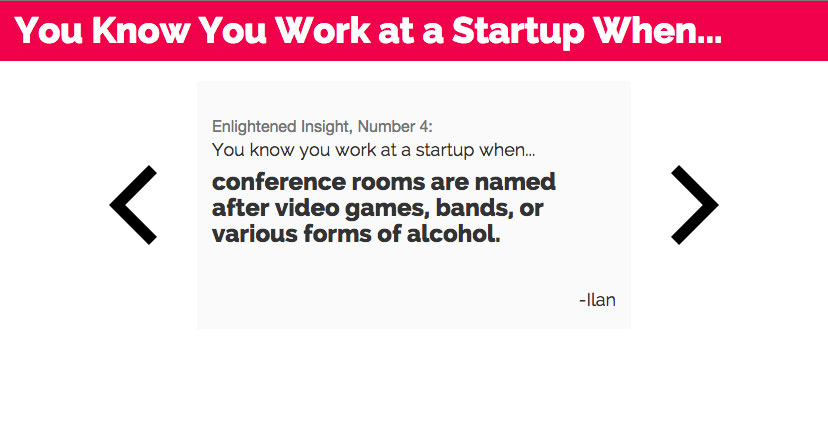 You Know You Work at a Startup When...
Enlightened Insight, Number 4:
You know you work at a startup when...
conference rooms are named
after video games, bands, or
various forms of alcohol.
-Ilan